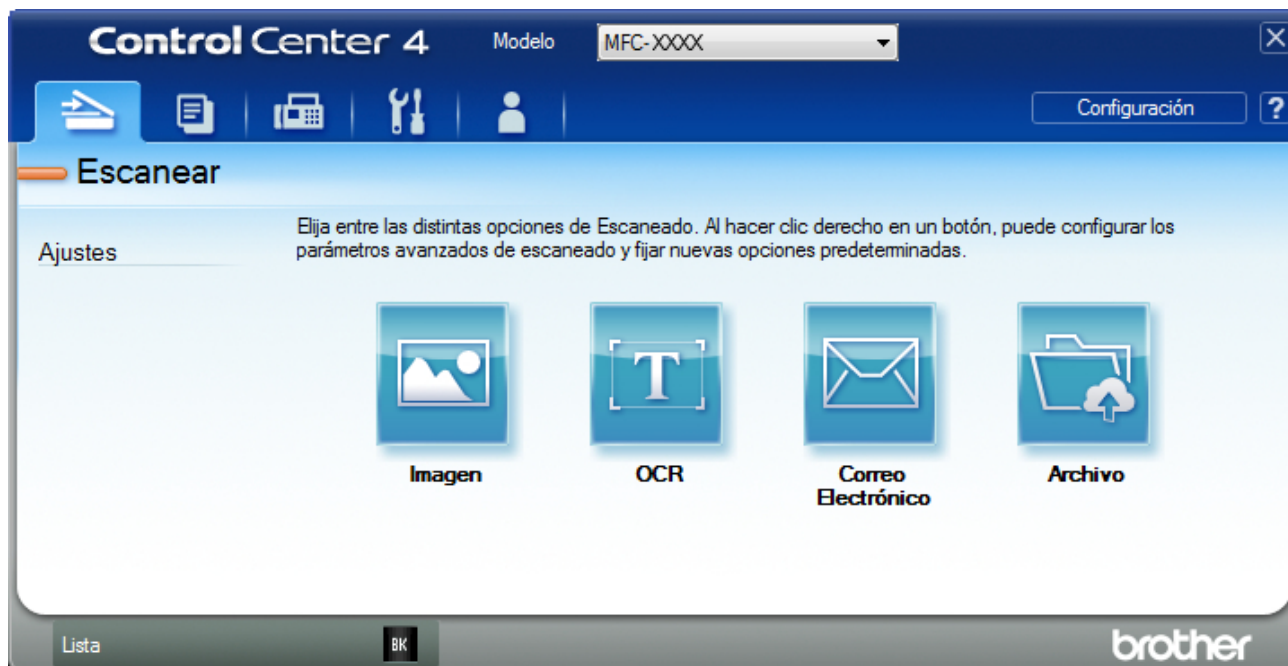 Control Center 4
Modelo
MFC-XXXX
Configuración
?
Escanear
Ajustes
Elija entre las distintas opciones de Escaneado. Al hacer clic derecho en un botón, puede configurar los
parámetros avanzados de escaneado y fijar nuevas opciones predeterminadas.
T
Imagen
OCR
Correo
Electrónico
Archivo
Lista
BK
brother